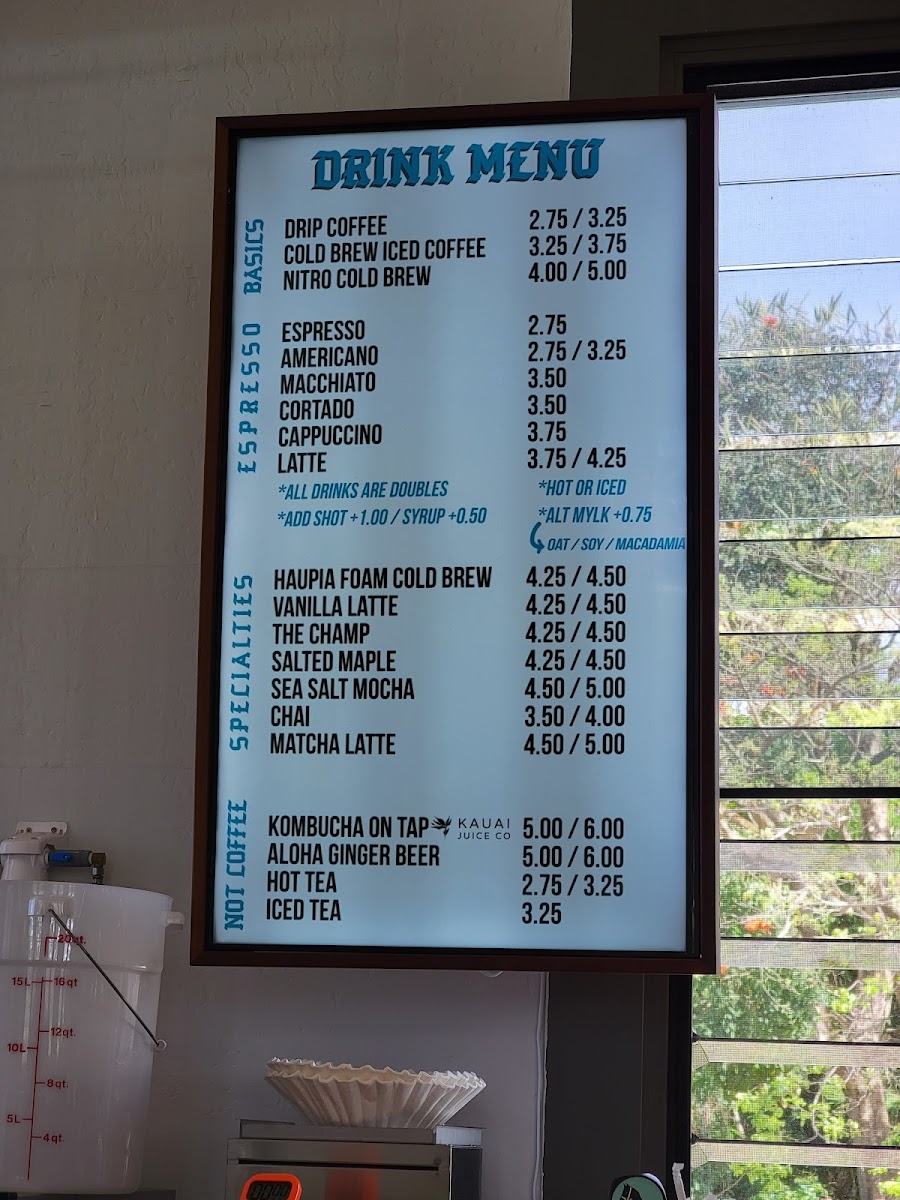 DRINK MENU
BASICS
DRIP COFFEE 2.75 / 3.25
COLD BREW ICED COFFEE 3.25 / 3.75
NITRO COLD BREW 4.00 / 5.00
ESPRESSO
ESPRESSO 2.75
AMERICANO 2.75 / 3.25
MACCHIATO 3.50
CORTADO 3.50
CAPPUCCINO 3.75
LATTE 3.75 / 4.25
*ALL DRINKS ARE DOUBLES *HOT OR ICED
*ADD SHOT +1.00 / SYRUP +0.50 *ALT MYLK +0.75
OAT / SOY / MACADAMIA
SPECIALTIES
HAUPIA FOAM COLD BREW 4.25 / 4.50
VANILLA LATTE 4.25 / 4.50
THE CHAMP 4.25 / 4.50
SALTED MAPLE 4.25 / 4.50
SEA SALT MOCHA 4.50 / 5.00
CHAI 3.50 / 4.00
MATCHA LATTE 4.50 / 5.00
NOT COFFEE
KOMBUCHA ON TAP KAUAI JUICE CO 5.00 / 6.00
ALOHA GINGER BEER 5.00 / 6.00
HOT TEA 2.75 / 3.25
ICED TEA 3.25
20qt.
15L 16qt
12qt.
10L
8qt.
5L
4qt.